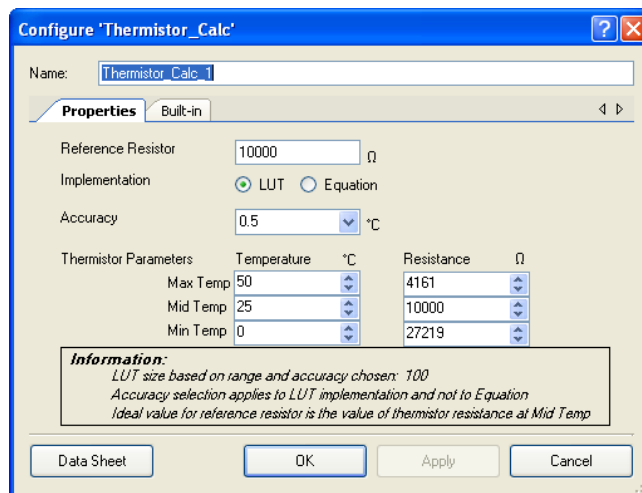 Configure 'Thermistor_Calc'
Name: Thermistor_Calc_1
Properties Built-in
Reference Resistor 10000 Ω
Implementation LUT Equation
Accuracy 0.5 °C
Thermistor Parameters Temperature °C Resistance Ω
Max Temp 50 4161
Mid Temp 25 10000
Min Temp 0 27219
Information:
LUT size based on range and accuracy chosen: 100
Accuracy selection applies to LUT implementation and not to Equation
Ideal value for reference resistor is the value of thermistor resistance at Mid Temp
Data Sheet OK Apply Cancel